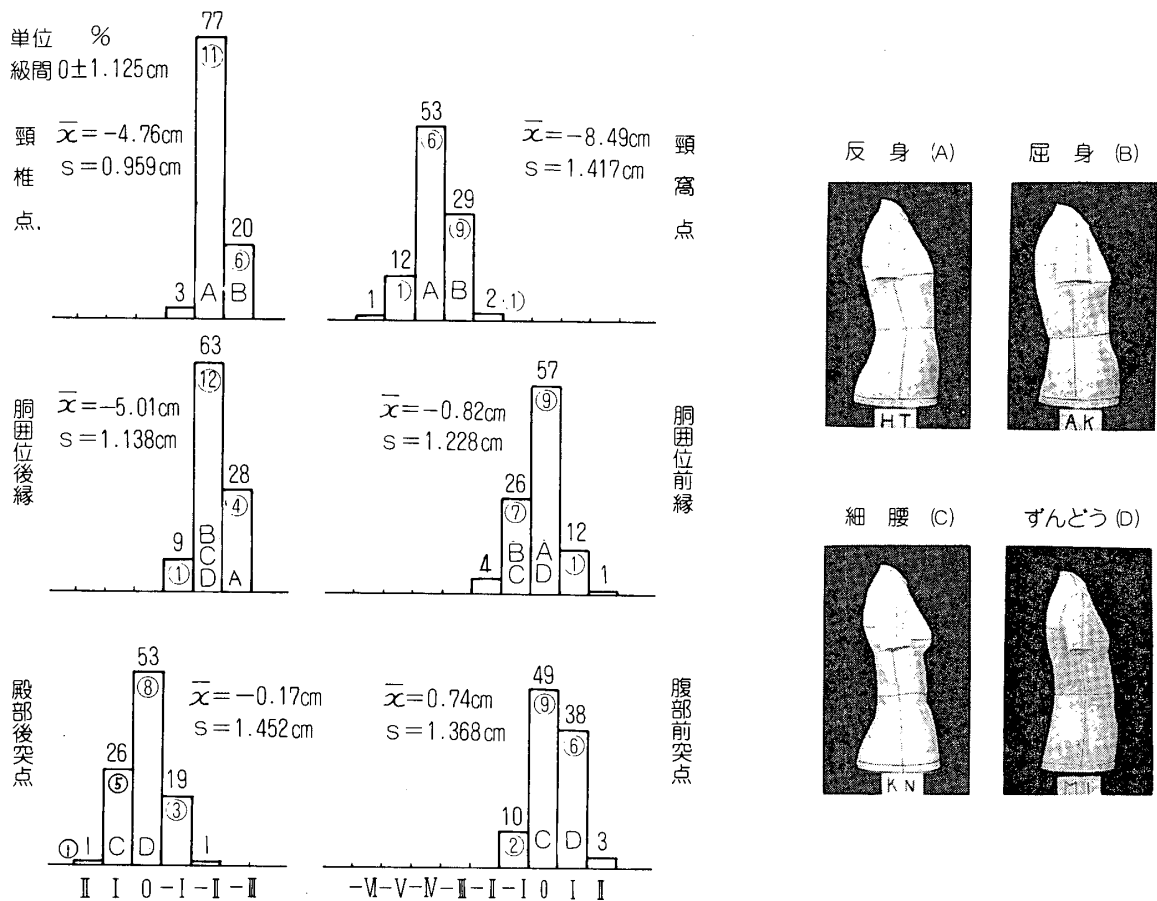 単位 %
級間 0±1.125cm
頸椎点.
x̄=-4.76cm
S=0.959cm
77
⑪
20
⑥
3
A
B
頸窩点
x̄=-8.49cm
S=1.417cm
53
⑥
29
⑨
12
①
1
A
B
2
①
胴囲位後縁
x̄=-5.01cm
S=1.138cm
63
⑫
28
④
9
①
B
C
D
A
胴囲位前縁
x̄=-0.82cm
S=1.228cm
57
⑨
26
⑦
12
①
4
1
B
C
A
D
殿部後突点
x̄=-0.17cm
S=1.452cm
53
⑧
26
⑤
19
③
①
1
C
D
1
Ⅱ Ⅰ 0 -Ⅰ -Ⅱ -Ⅲ
腹部前突点
x̄=0.74cm
S=1.368cm
49
⑨
38
⑥
10
②
C
D
3
-Ⅵ -Ⅴ -Ⅳ -Ⅲ -Ⅱ -Ⅰ 0 Ⅰ Ⅱ
反身 (A)
屈身 (B)
HT
AK
細腰 (C)
ずんどう (D)
KN